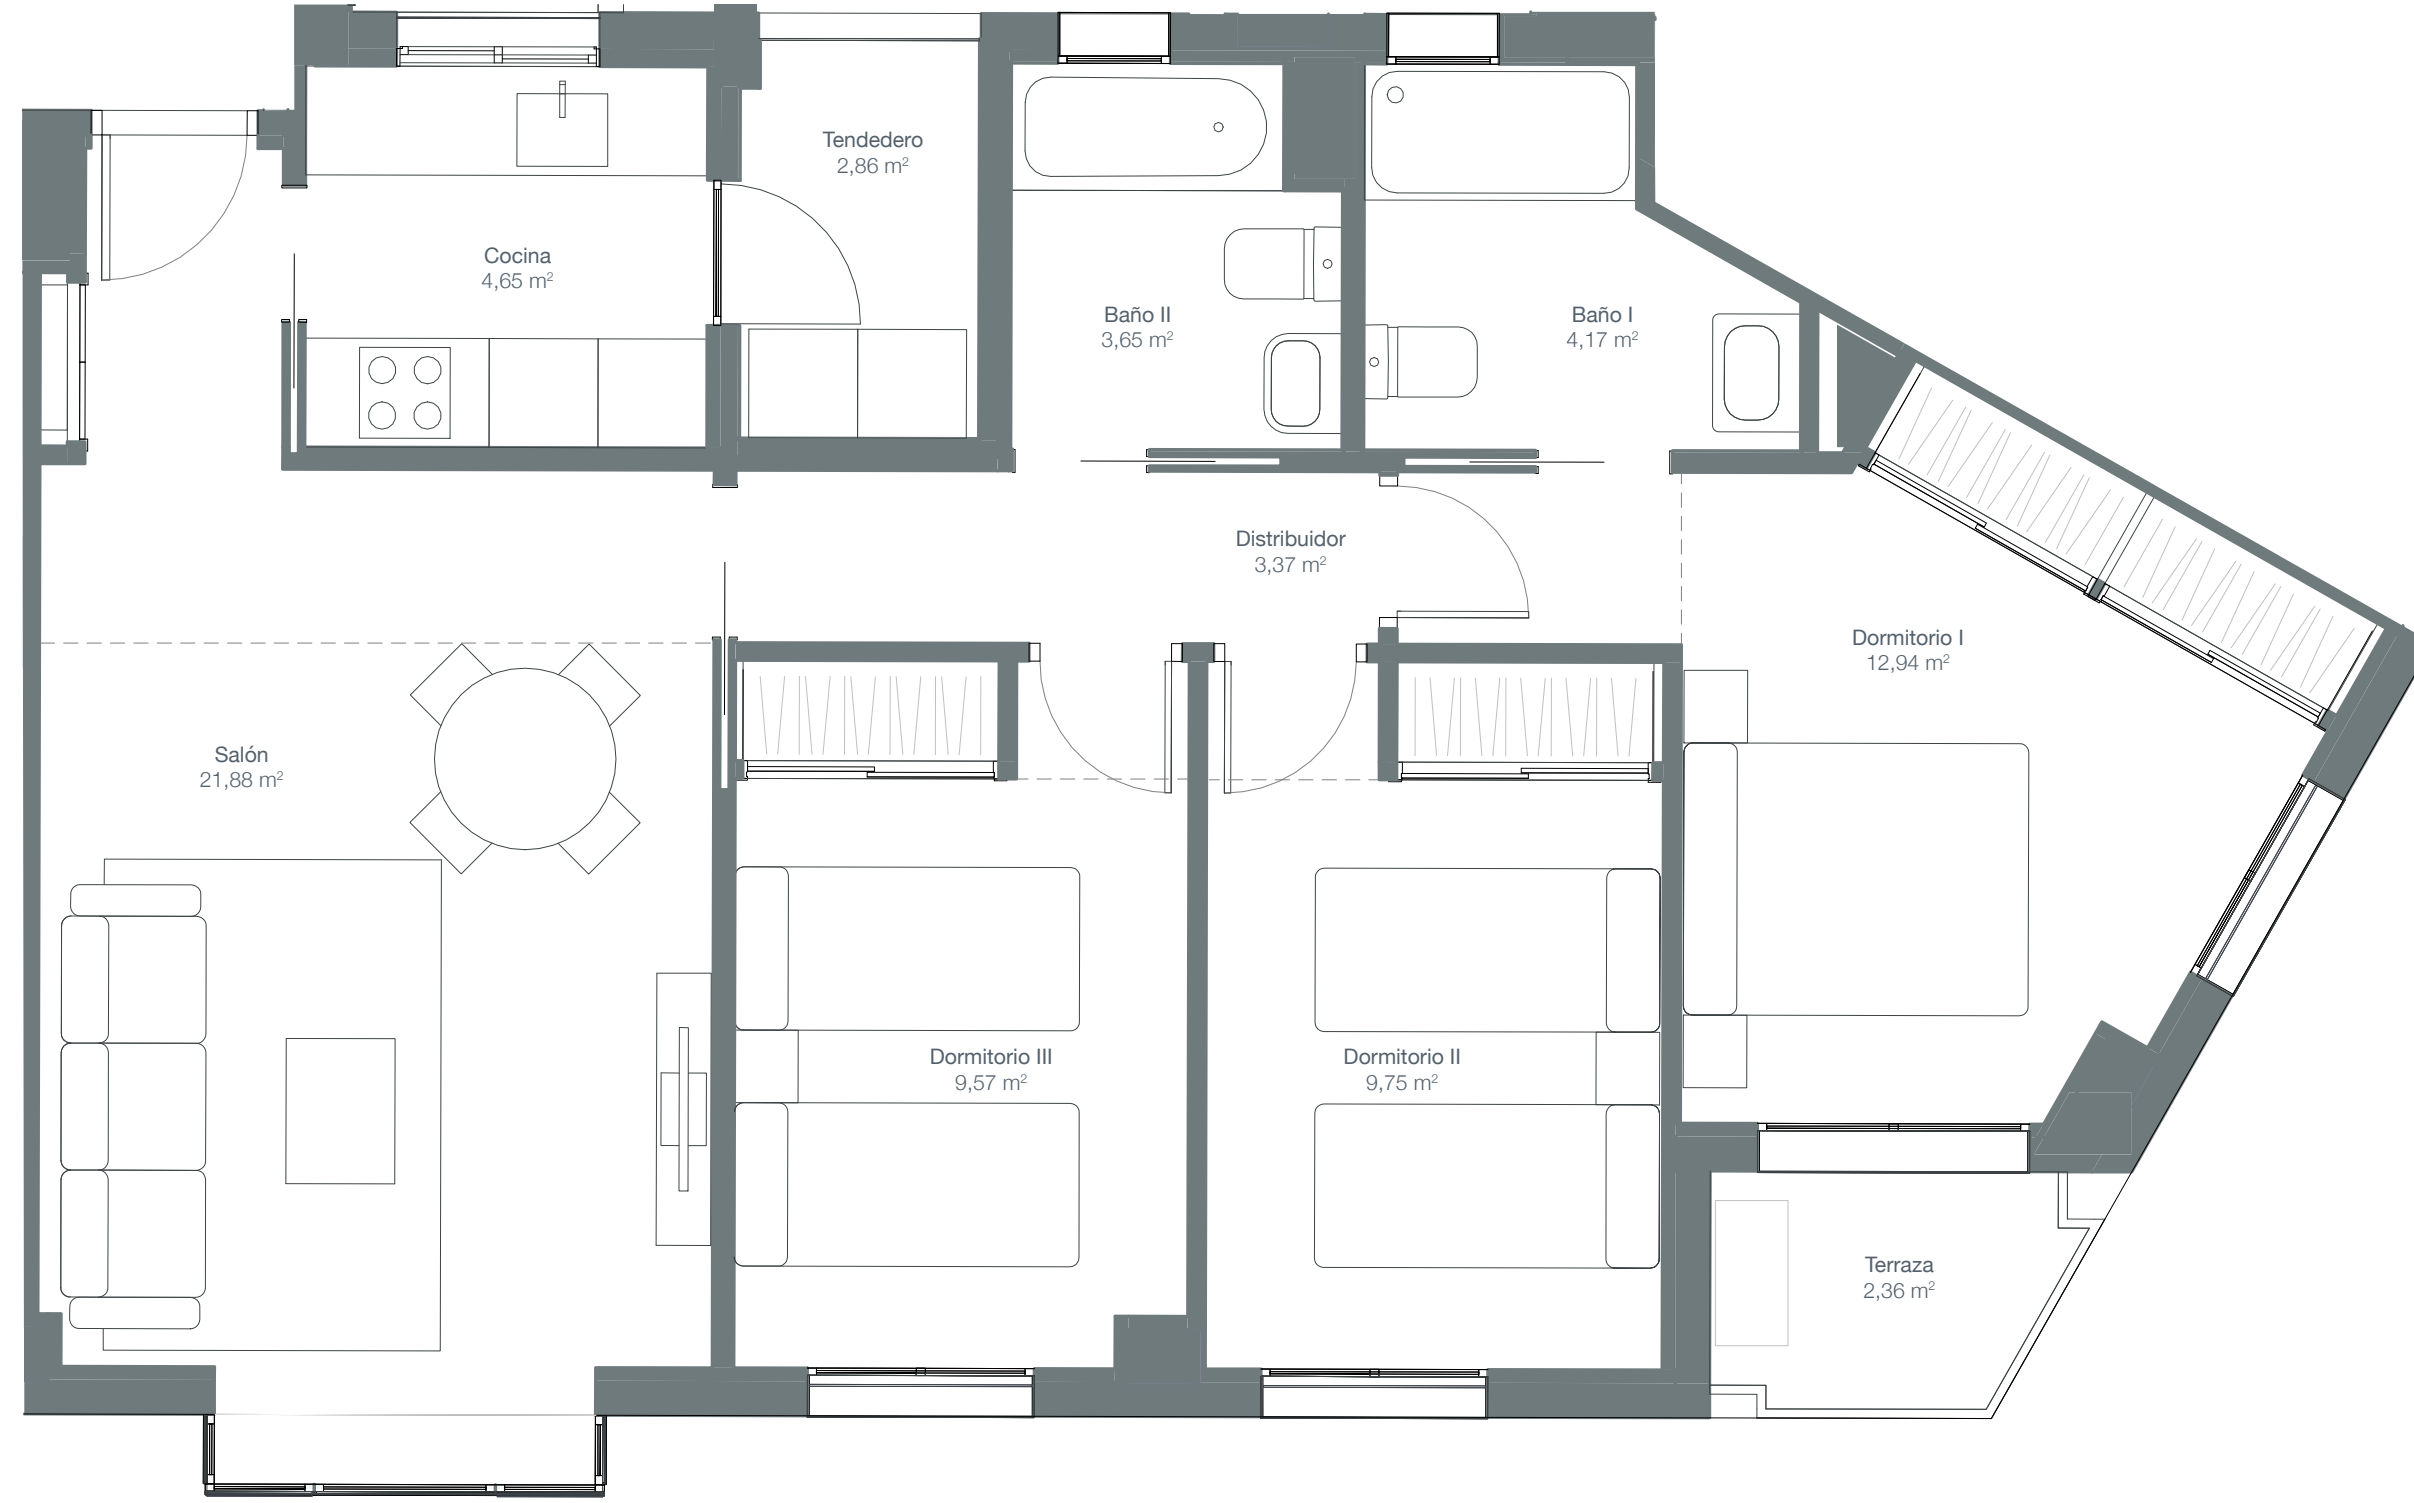 Tendedero
2,86 m²
Cocina
4,65 m²
Baño II
3,65 m²
Baño I
4,17 m²
Distribuidor
3,37 m²
Dormitorio I
12,94 m²
Salón
21,88 m²
Dormitorio III
9,57 m²
Dormitorio II
9,75 m²
Terraza
2,36 m²